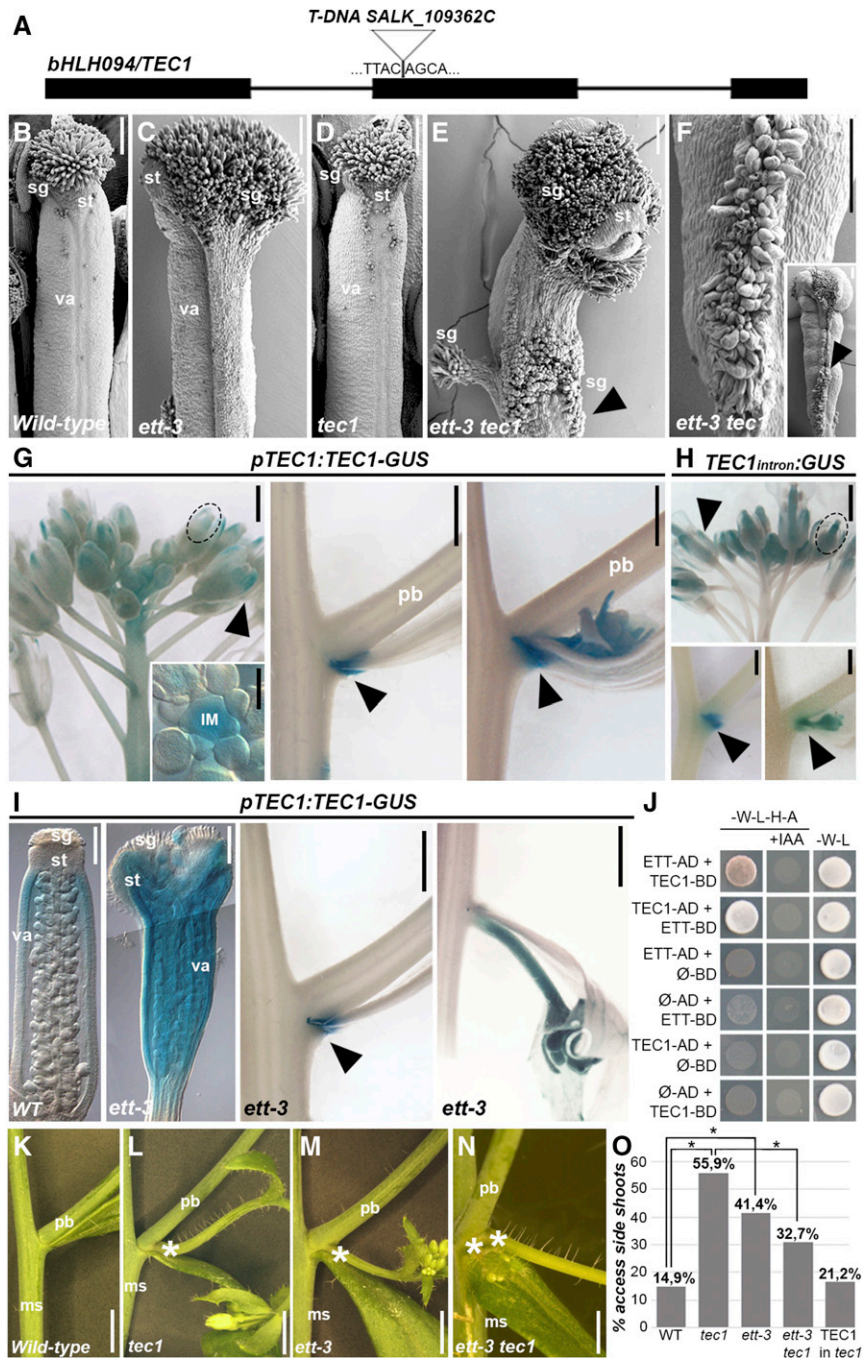 A
T-DNA SALK_109362C
bHLH094/TEC1
...TTAC AGCA...
B
C
D
E
F
sg
st
va
Wild-type
st
sg
va
ett-3
sg
st
va
tec1
sg
st
sg
sg
ett-3 tec1
ett-3 tec1
G
pTEC1:TEC1-GUS
H
TEC1intron:GUS
IM
pb
pb
I
pTEC1:TEC1-GUS
sg
st
va
WT
sg
st
va
ett-3
ett-3
ett-3
J
-W-L-H-A
+IAA
-W-L
ETT-AD +
TEC1-BD
TEC1-AD +
ETT-BD
ETT-AD +
Ø-BD
Ø-AD +
ETT-BD
TEC1-AD +
Ø-BD
Ø-AD +
TEC1-BD
K
pb
ms
Wild-type
L
pb
*
ms
tec1
M
pb
*
ms
ett-3
N
pb
* *
ms
ett-3 tec1
O
% access side shoots
60
50
40
30
20
10
0
*
* *
14,9%
55,9%
41,4%
32,7%
21,2%
WT
tec1
ett-3
ett-3
tec1
TEC1
in tec1